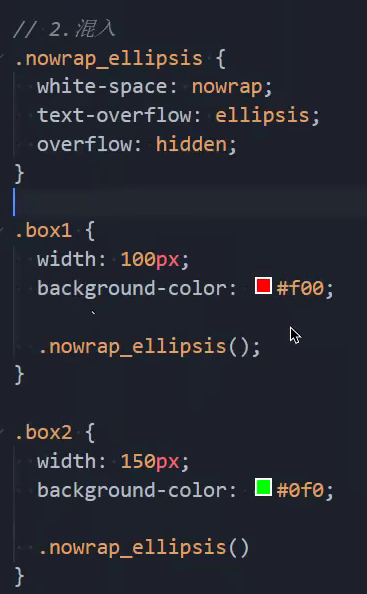 // 2.混入
.nowrap_ellipsis {
white-space: nowrap;
text-overflow: ellipsis;
overflow: hidden;
}
.box1 {
width: 100px;
background-color: #f00;
.nowrap_ellipsis();
}
.box2 {
width: 150px;
background-color: #0f0;
.nowrap_ellipsis()
}